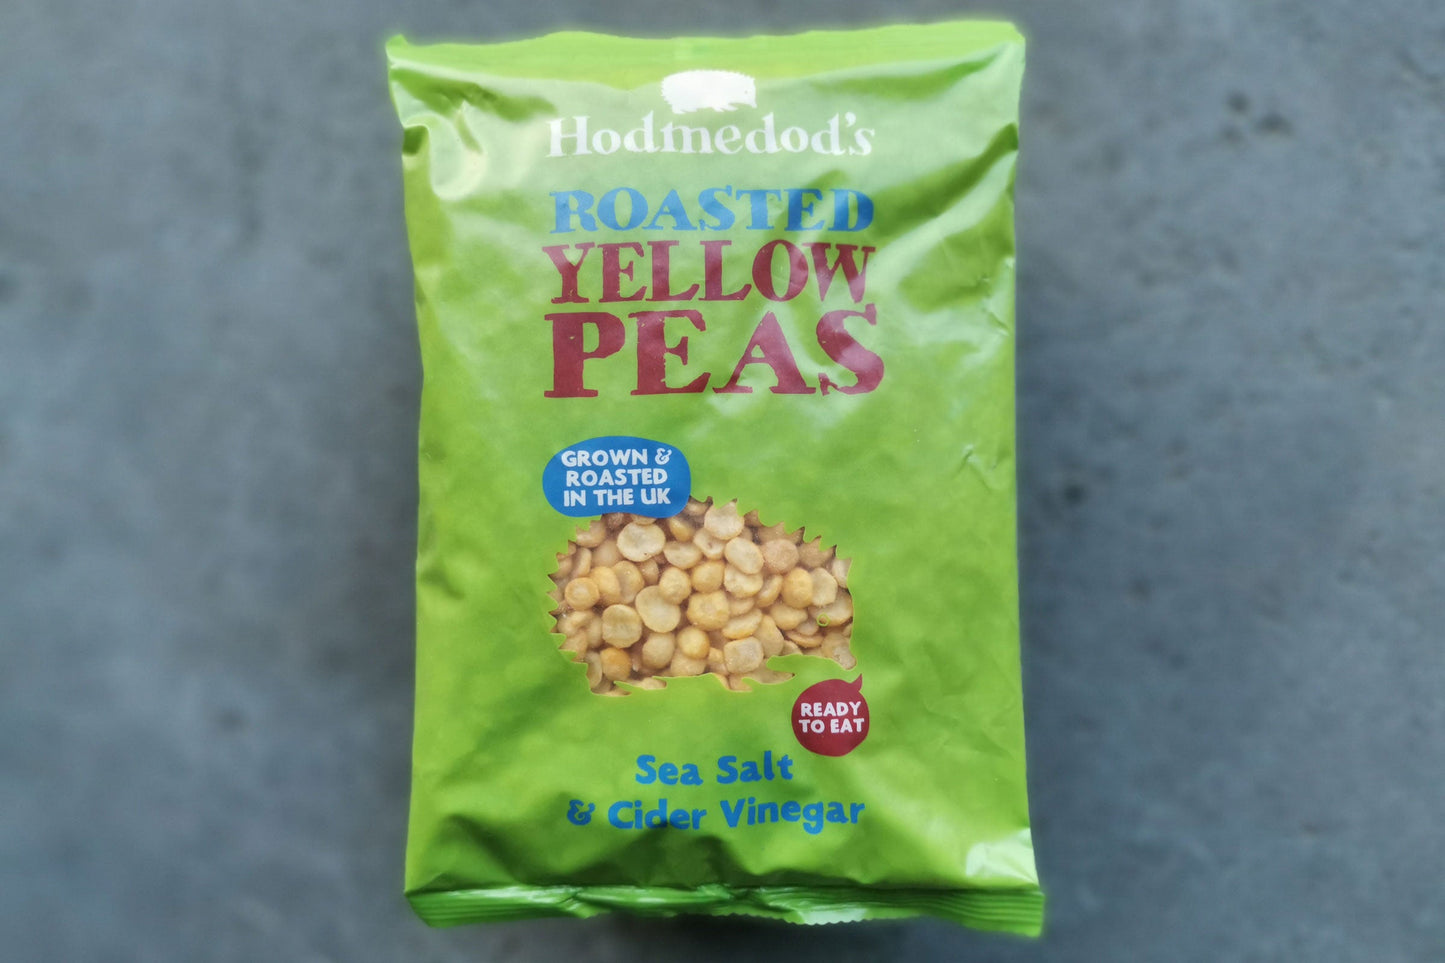 Hodmedod's
ROASTED
YELLOW
PEAS
GROWN &
ROASTED
IN THE UK
READY
TO EAT
Sea Salt
& Cider Vinegar